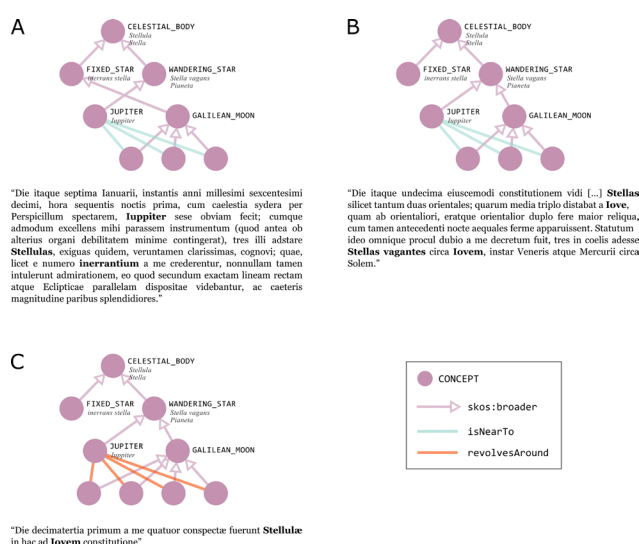 A
CELESTIAL_BODY
Stellula
Stella
FIXED_STAR
inerrans stella
WANDERING_STAR
Stella vagans
Pianeta
JUPITER
Iuppiter
GALILEAN_MOON
“Die itaque septima Ianuarii, instantis anni millesimi sexcentesimi
decimi, hora sequentis noctis prima, cum caelestia sydera per
Perspicillum spectarem, Iuppiter sese obviam fecit; cumque
admodum excellens mihi parassem instrumentum (quod antea ob
alterius organi debilitatem minime contingerat), tres illi adstare
Stellulas, exiguas quidem, veruntamen clarissimas, cognovi; quae,
licet e numero inerrantium a me crederentur, nonnullam tamen
intulerunt admirationem, eo quod secundum exactam lineam rectam
atque Eclipticae parallelam dispositae videbantur, ac caeteris
magnitudine paribus splendidiores.”
B
CELESTIAL_BODY
Stellula
Stella
FIXED_STAR
inerrans stella
WANDERING_STAR
Stella vagans
Pianeta
JUPITER
Iuppiter
GALILEAN_MOON
“Die itaque undecima eiuscemodi constitutionem vidi [...] Stellas
silicet tantum duas orientales; quarum media triplo distabat a Iove,
quam ab orientaliori, eratque orientalior duplo fere maior reliqua,
cum tamen antecedenti nocte aequales ferme apparuissent. Statutum
ideo omnique procul dubio a me decretum fuit, tres in coelis adesse
Stellas vagantes circa Iovem, instar Veneris atque Mercurii circa
Solem.”
C
CELESTIAL_BODY
Stellula
Stella
FIXED_STAR
inerrans stella
WANDERING_STAR
Stella vagans
Pianeta
JUPITER
Iuppiter
GALILEAN_MOON
“Die decimatertia primum a me quatuor conspectæ fuerunt Stellulæ
in hac ad Iovem constitutione”
CONCEPT
skos:broader
isNearTo
revolvesAround